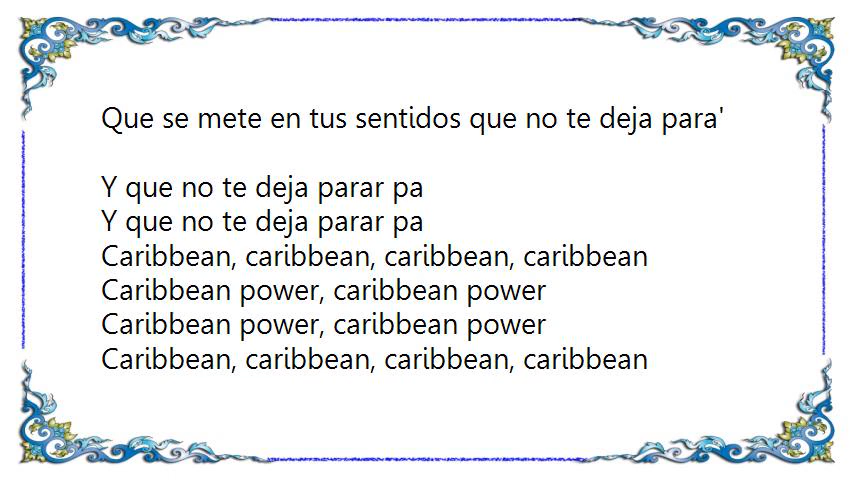 Que se mete en tus sentidos que no te deja para'
Y que no te deja parar pa
Y que no te deja parar pa
Caribbean, caribbean, caribbean, caribbean
Caribbean power, caribbean power
Caribbean power, caribbean power
Caribbean, caribbean, caribbean, caribbean